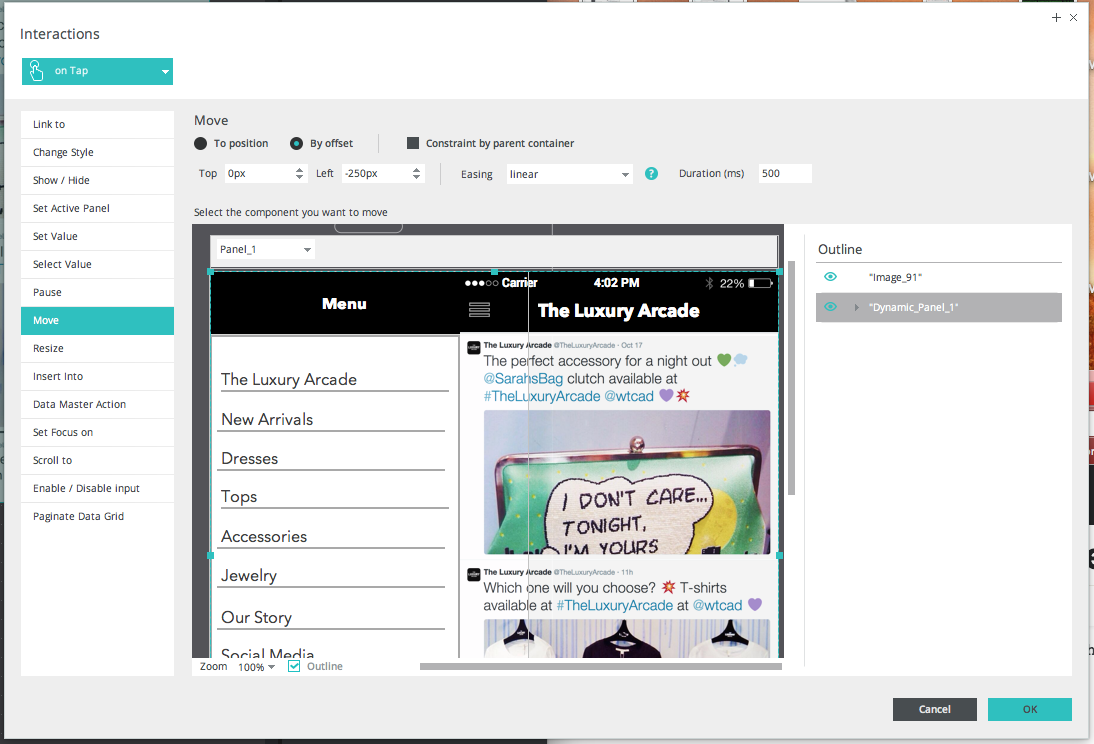 Interactions
on Tap
Link to
Change Style
Show / Hide
Set Active Panel
Set Value
Select Value
Pause
Move
Resize
Insert Into
Data Master Action
Set Focus on
Scroll to
Enable / Disable input
Paginate Data Grid
Move
To position
By offset
Constraint by parent container
Top 0px
Left -250px
Easing linear
?
Duration (ms) 500
Select the component you want to move
Panel_1
Menu
The Luxury Arcade
New Arrivals
Dresses
Tops
Accessories
Jewelry
Our Story
Social Media
Carrier 4:02 PM 22%
The Luxury Arcade
The Luxury Arcade @TheLuxuryArcade · Oct 17
The perfect accessory for a night out
@SarahsBag clutch available at
#TheLuxuryArcade @wtcad
I DON'T CARE...
TONIGHT,
I'M YOURS
The Luxury Arcade @TheLuxuryArcade · 11h
Which one will you choose? T-shirts
available at #TheLuxuryArcade at @wtcad
Zoom 100% Outline
Outline
"Image_91"
"Dynamic_Panel_1"
Cancel
OK